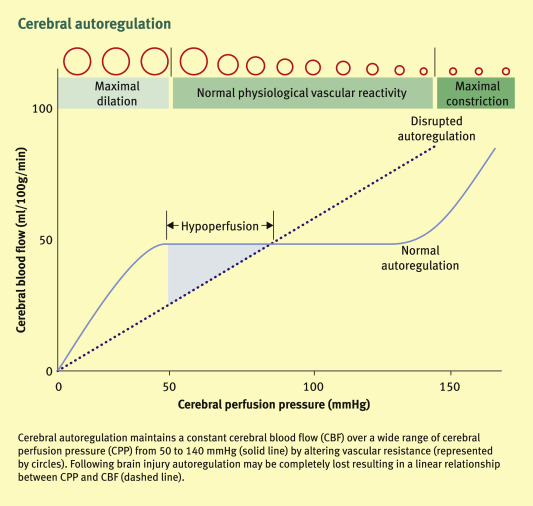 Cerebral autoregulation
Maximal
dilation
Normal physiological vascular reactivity
Maximal
constriction
100
Disrupted
autoregulation
Hypoperfusion
50
Normal
autoregulation
Cerebral blood flow (ml/100g/min)
0
0 50 100 150
Cerebral perfusion pressure (mmHg)
Cerebral autoregulation maintains a constant cerebral blood flow (CBF) over a wide range of cerebral
perfusion pressure (CPP) from 50 to 140 mmHg (solid line) by altering vascular resistance (represented
by circles). Following brain injury autoregulation may be completely lost resulting in a linear relationship
between CPP and CBF (dashed line).